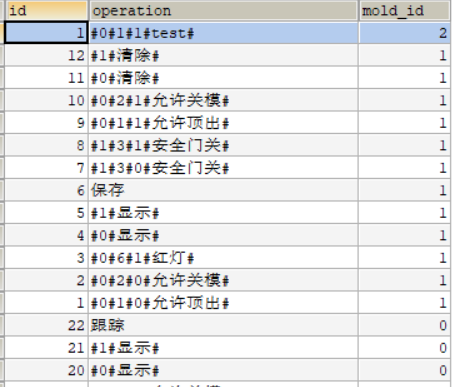 id operation mold_id
1 #0#1#1#test# 2
12 #1#清除# 1
11 #0#清除# 1
10 #0#2#1#允许关模# 1
9 #0#1#1#允许顶出# 1
8 #1#3#1#安全门关# 1
7 #1#3#0#安全门关# 1
6 保存 1
5 #1#显示# 1
4 #0#显示# 1
3 #0#6#1#红灯# 1
2 #0#2#0#允许关模# 1
1 #0#1#0#允许顶出# 1
22 跟踪 0
21 #1#显示# 0
20 #0#显示# 0